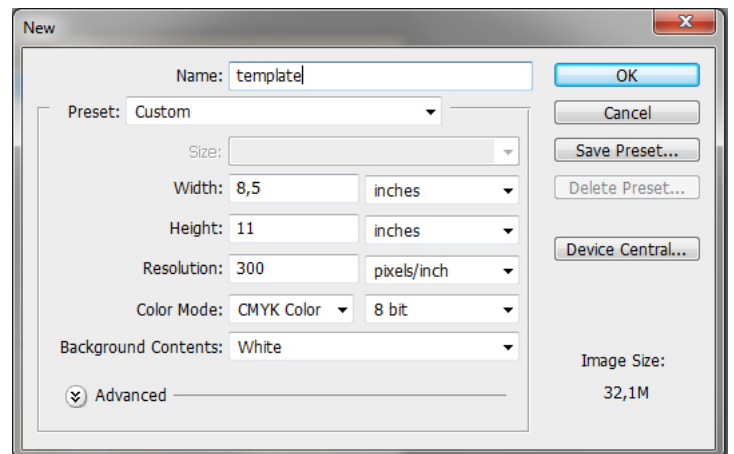 New
Name: template
OK
Preset: Custom
Cancel
Size:
Save Preset...
Width: 8,5 inches
Delete Preset...
Height: 11 inches
Device Central...
Resolution: 300 pixels/inch
Color Mode: CMYK Color 8 bit
Background Contents: White
Image Size:
Advanced
32,1M